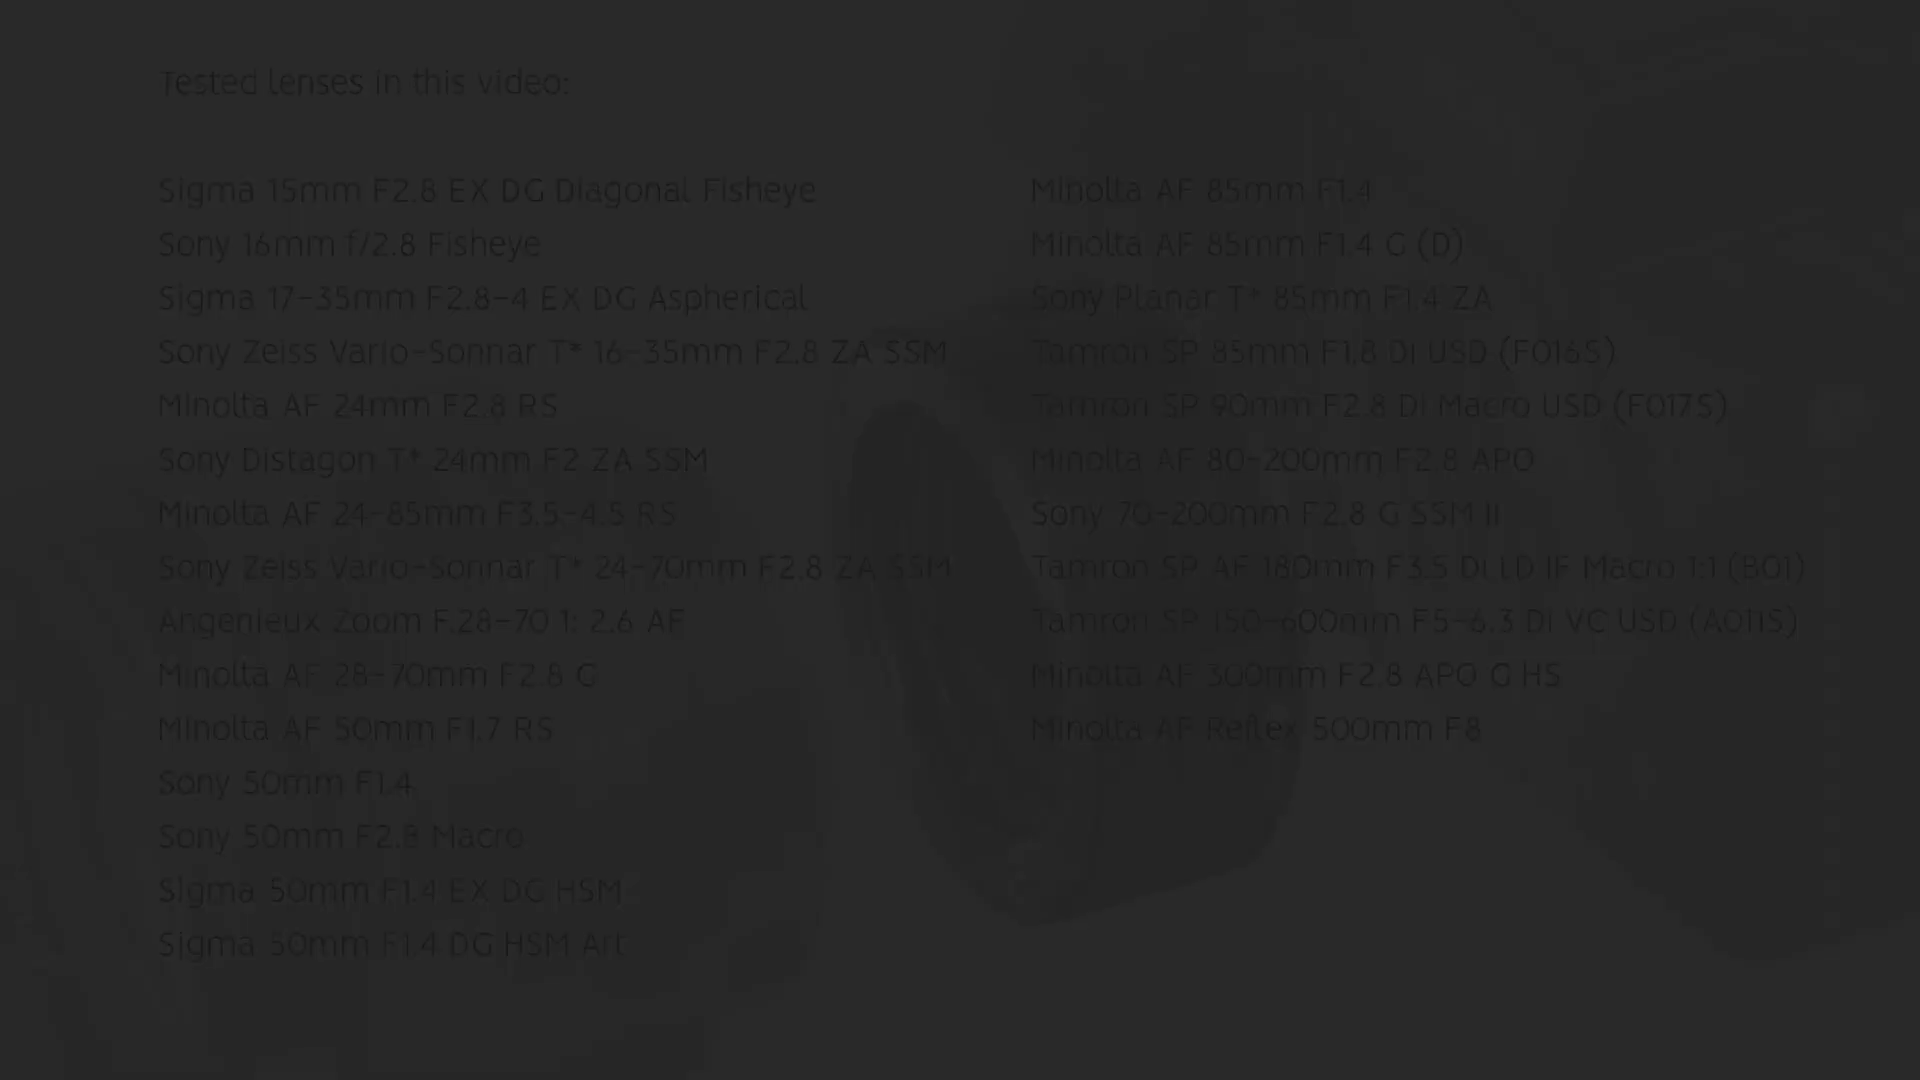 Tested lenses in this video:
Sigma 15mm F2.8 EX DG Diagonal Fisheye
Sony 16mm f/2.8 Fisheye
Sigma 17-35mm F2.8-4 EX DG Aspherical
Sony Zeiss Vario-Sonnar T* 16-35mm F2.8 ZA SSM
Minolta AF 24mm F2.8 RS
Sony Distagon T* 24mm F2 ZA SSM
Minolta AF 24-85mm F3.5-4.5 RS
Sony Zeiss Vario-Sonnar T* 24-70mm F2.8 ZA SSM
Angenieux Zoom F.28-70 1: 2.6 AF
Minolta AF 28-70mm F2.8 G
Minolta AF 50mm F1.7 RS
Sony 50mm F1.4
Sony 50mm F2.8 Macro
Sigma 50mm F1.4 EX DG HSM
Sigma 50mm F1.4 DG HSM Art
Minolta AF 85mm F1.4
Minolta AF 85mm F1.4 G (D)
Sony Planar T* 85mm F1.4 ZA
Tamron SP 85mm F1.8 Di USD (F016S)
Tamron SP 90mm F2.8 Di Macro USD (F017S)
Minolta AF 80-200mm F2.8 APO
Sony 70-200mm F2.8 G SSM II
Tamron SP AF 180mm F3.5 Di LD IF Macro 1:1 (B01)
Tamron SP 150-600mm F5-6.3 Di VC USD (A011S)
Minolta AF 300mm F2.8 APO G HS
Minolta AF Reflex 500mm F8